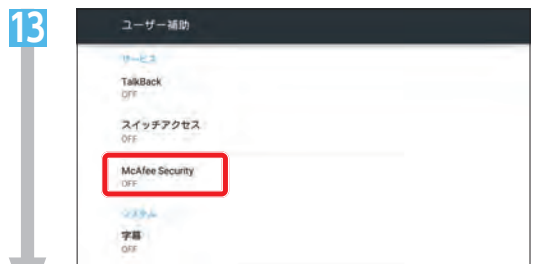 13
ユーザー補助
サービス
TalkBack
OFF
スイッチアクセス
OFF
McAfee Security
OFF
システム
字幕
OFF